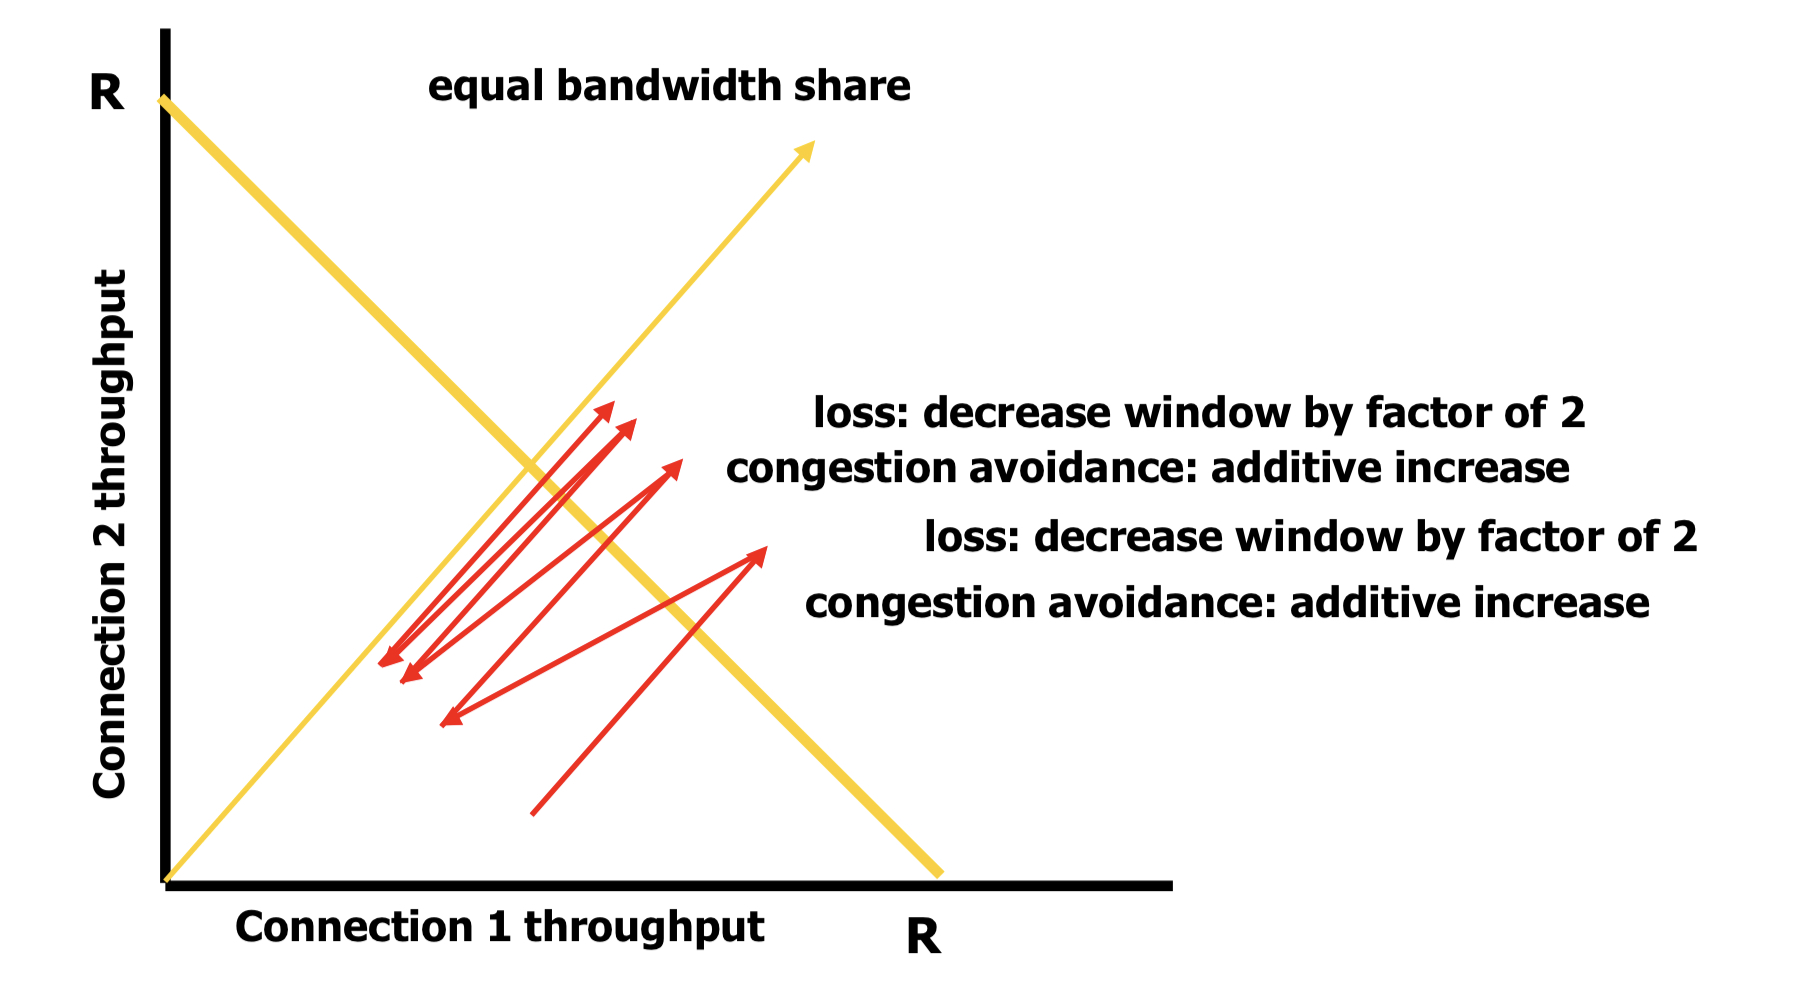 R
equal bandwidth share
Connection 2 throughput
loss: decrease window by factor of 2
congestion avoidance: additive increase
loss: decrease window by factor of 2
congestion avoidance: additive increase
Connection 1 throughput
R